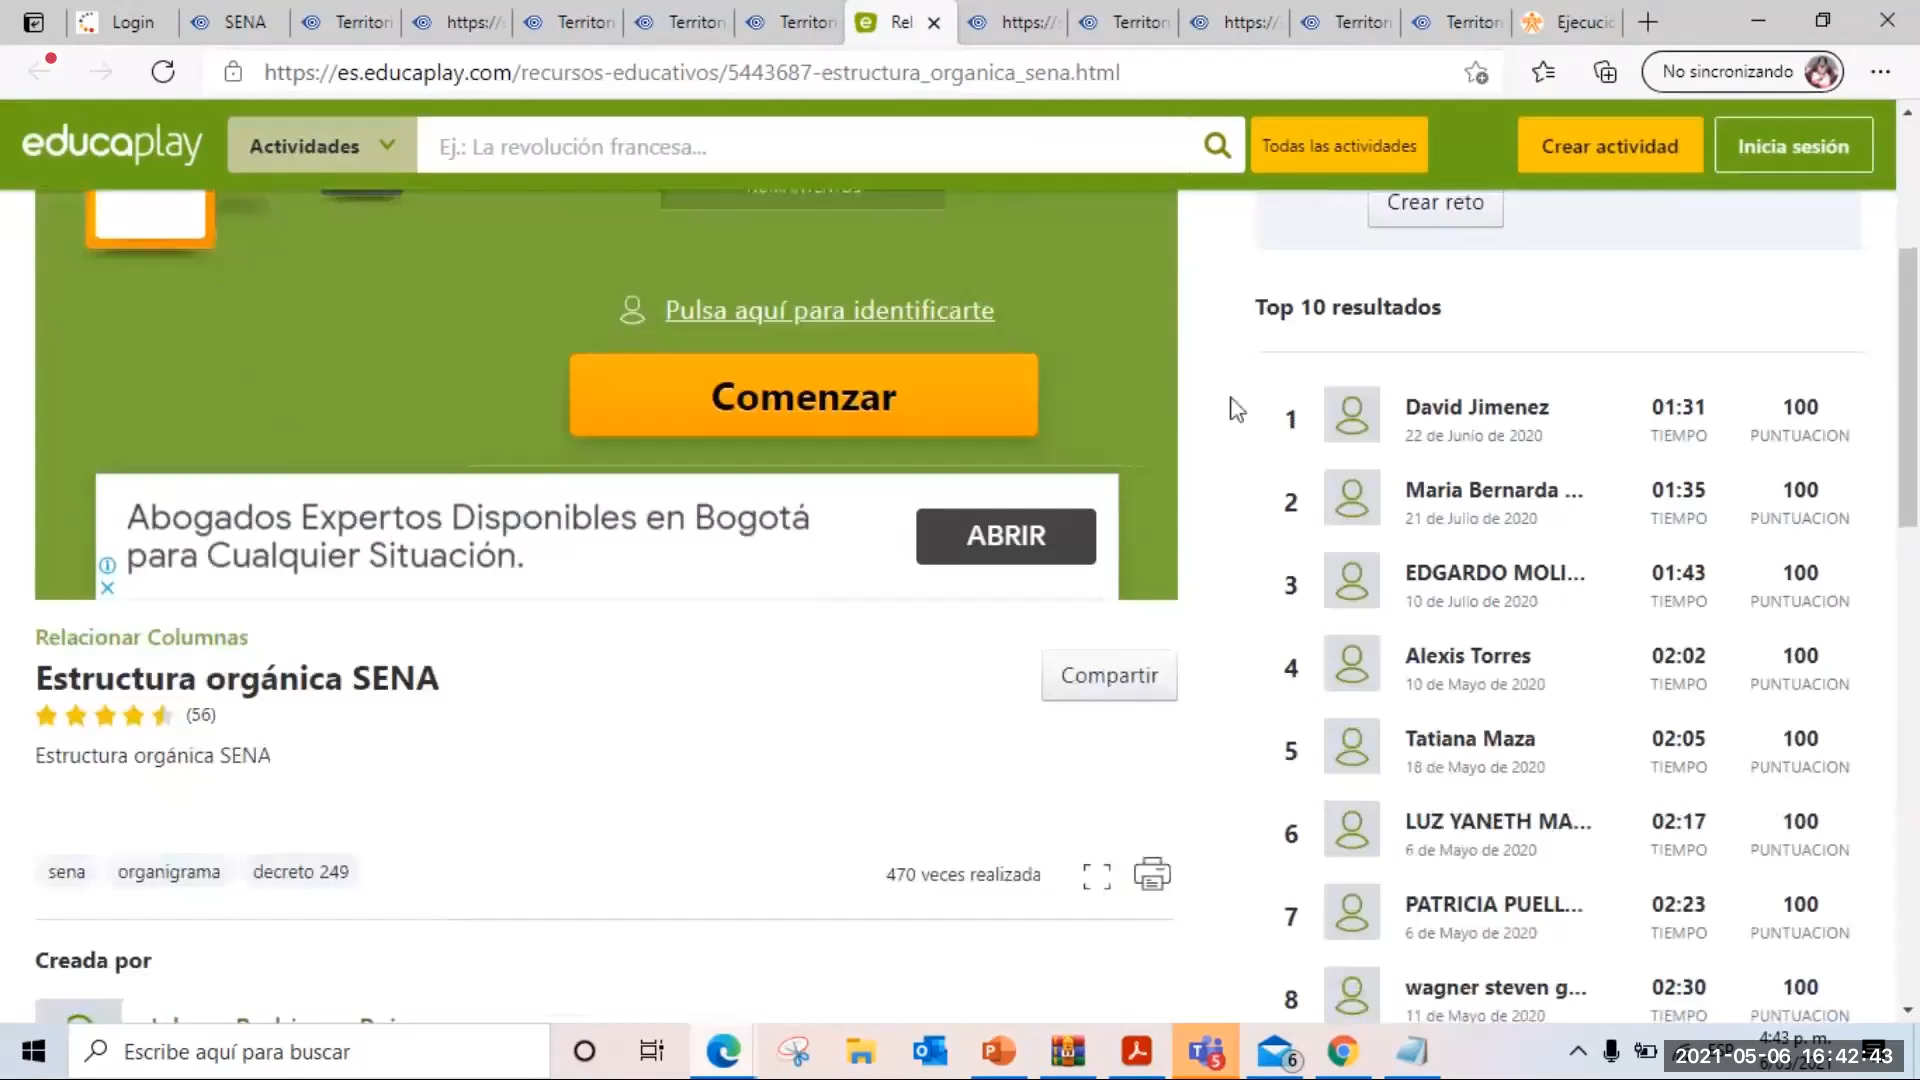 Login
SENA
Territori
https://s
Territori
Territori
Territori
Rel
https://s
Territori
https://s
Territori
Territori
Ejecució
https://es.educaplay.com/recursos-educativos/5443687-estructura_organica_sena.html
No sincronizando
educaplay
Actividades
Ej.: La revolución francesa...
Todas las actividades
Crear actividad
Inicia sesión
Crear reto
Pulsa aquí para identificarte
Comenzar
Abogados Expertos Disponibles en Bogotá
para Cualquier Situación.
ABRIR
Relacionar Columnas
Estructura orgánica SENA
Compartir
(56)
Estructura orgánica SENA
sena organigrama decreto 249
470 veces realizada
Creada por
Top 10 resultados
1 David Jimenez 01:31 100
22 de Junio de 2020 TIEMPO PUNTUACION
2 Maria Bernarda ... 01:35 100
21 de Julio de 2020 TIEMPO PUNTUACION
3 EDGARDO MOLI... 01:43 100
10 de Julio de 2020 TIEMPO PUNTUACION
4 Alexis Torres 02:02 100
10 de Mayo de 2020 TIEMPO PUNTUACION
5 Tatiana Maza 02:05 100
18 de Mayo de 2020 TIEMPO PUNTUACION
6 LUZ YANETH MA... 02:17 100
6 de Mayo de 2020 TIEMPO PUNTUACION
7 PATRICIA PUELL... 02:23 100
6 de Mayo de 2020 TIEMPO PUNTUACION
8 wagner steven g... 02:30 100
11 de Mayo de 2020 TIEMPO PUNTUACION
Escribe aquí para buscar
5
6
4:43 p. m.
2021-05-06 16:42:43